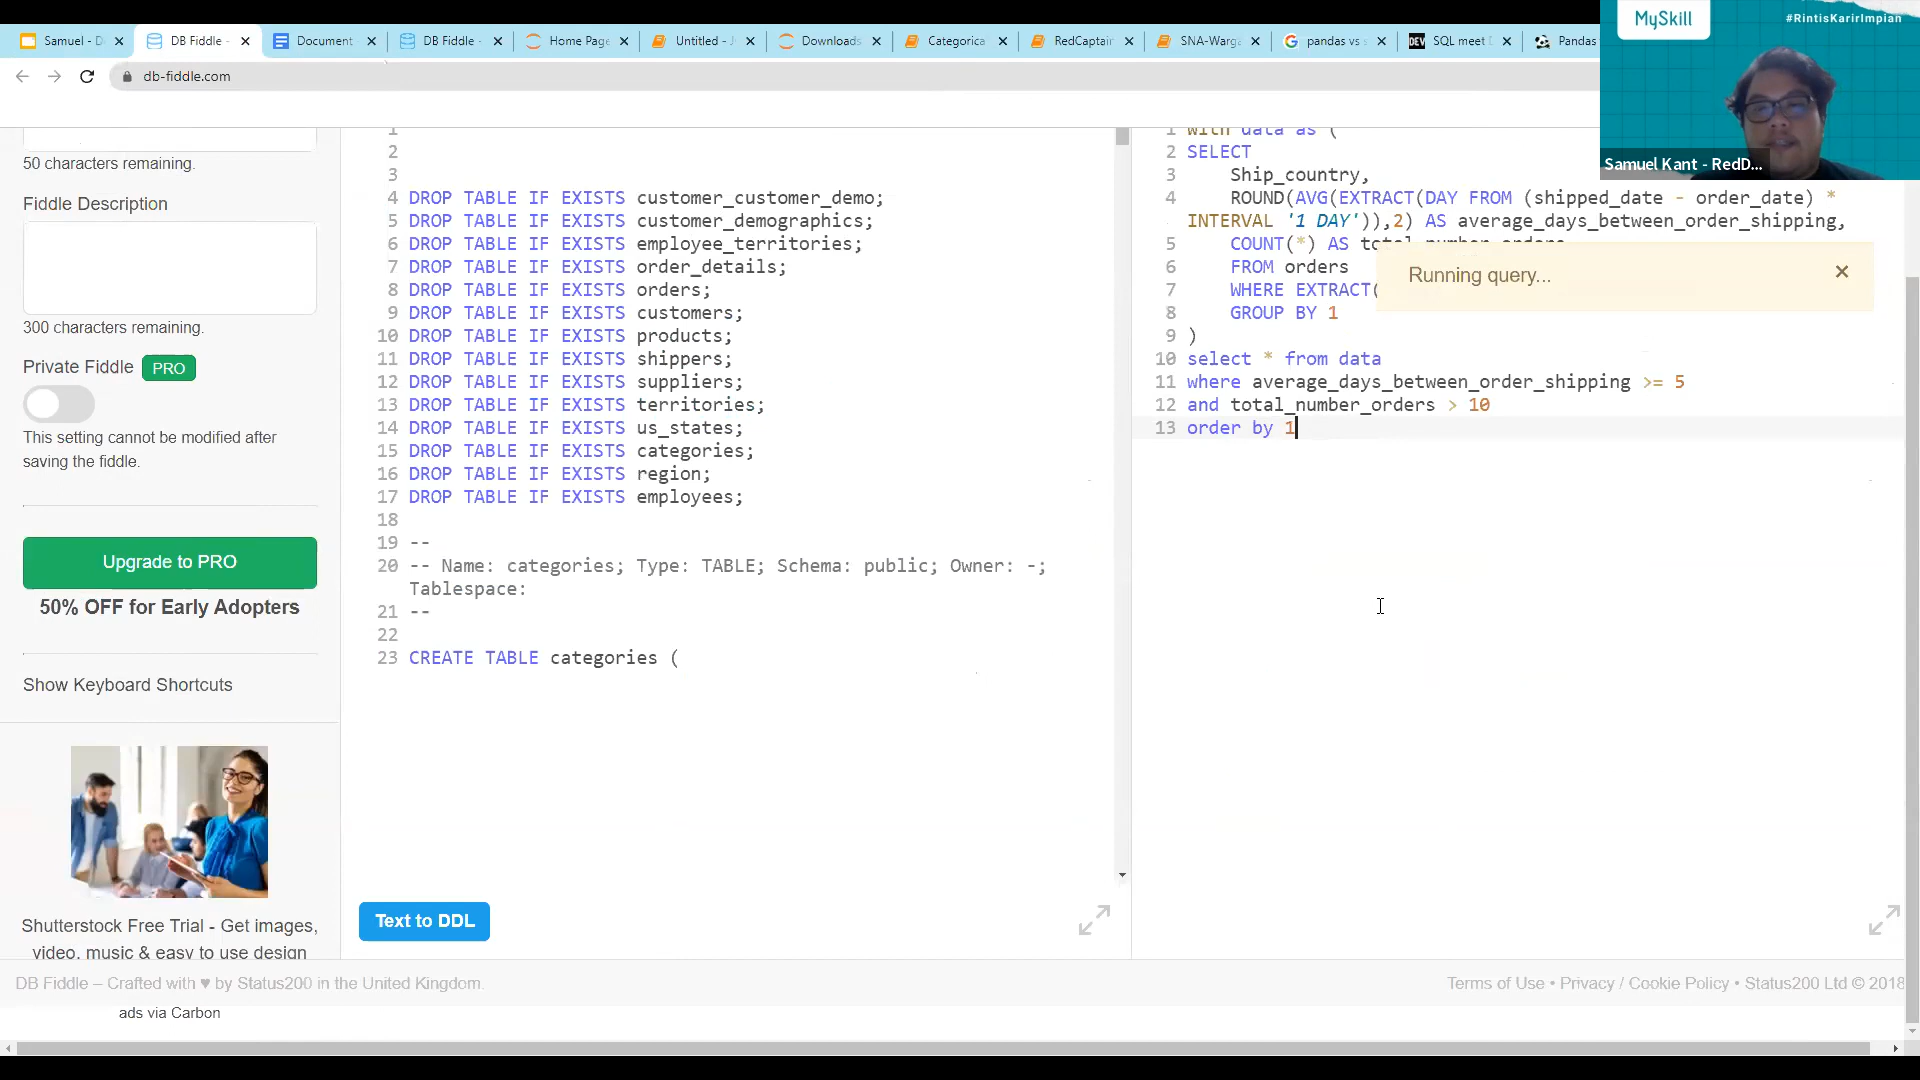 MySkill
#RintisKarirImpian
Samuel - D
DB Fiddle -
Document
DB Fiddle -
Home Page
Untitled - J
Downloads
Categorica
RedCaptain
SNA-Warga
pandas vs s
DEV
SQL meet D
Pandas
db-fiddle.com
Samuel Kant - RedD...
50 characters remaining.
Fiddle Description
300 characters remaining.
Private Fiddle PRO
This setting cannot be modified after
saving the fiddle.
Upgrade to PRO
50% OFF for Early Adopters
Show Keyboard Shortcuts
Shutterstock Free Trial - Get images,
video, music & easy to use design
ads via Carbon
1
2
3
4 DROP TABLE IF EXISTS customer_customer_demo;
5 DROP TABLE IF EXISTS customer_demographics;
6 DROP TABLE IF EXISTS employee_territories;
7 DROP TABLE IF EXISTS order_details;
8 DROP TABLE IF EXISTS orders;
9 DROP TABLE IF EXISTS customers;
10 DROP TABLE IF EXISTS products;
11 DROP TABLE IF EXISTS shippers;
12 DROP TABLE IF EXISTS suppliers;
13 DROP TABLE IF EXISTS territories;
14 DROP TABLE IF EXISTS us_states;
15 DROP TABLE IF EXISTS categories;
16 DROP TABLE IF EXISTS region;
17 DROP TABLE IF EXISTS employees;
18
19 --
20 -- Name: categories; Type: TABLE; Schema: public; Owner: -;
Tablespace:
21 --
22
23 CREATE TABLE categories (
Text to DDL
1 with data as (
2 SELECT
3 Ship_country,
4 ROUND(AVG(EXTRACT(DAY FROM (shipped_date - order_date) *
INTERVAL '1 DAY')),2) AS average_days_between_order_shipping,
5 COUNT(*) AS total_number_orders
6 FROM orders
7 WHERE EXTRACT(
8 GROUP BY 1
9 )
10 select * from data
11 where average_days_between_order_shipping >= 5
12 and total_number_orders > 10
13 order by 1
Running query...
DB Fiddle – Crafted with ♥ by Status200 in the United Kingdom.
Terms of Use • Privacy / Cookie Policy • Status200 Ltd © 2018